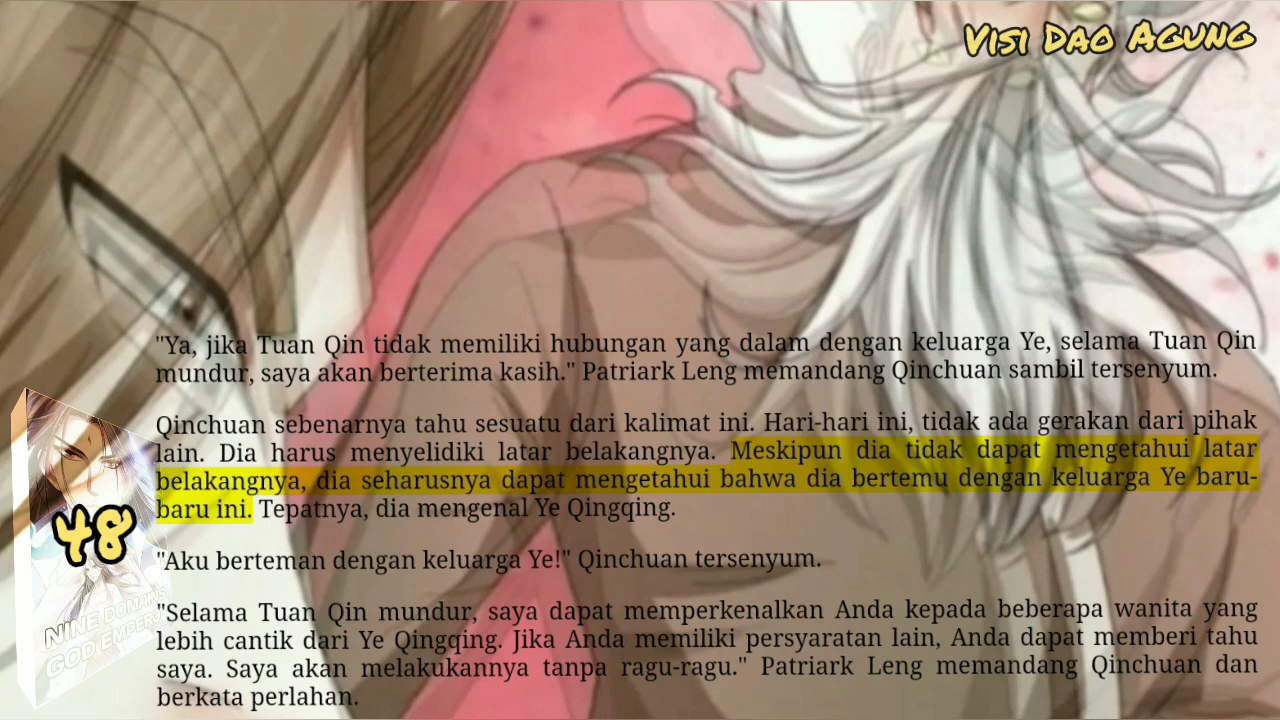 Visi Dao Agung
"Ya, jika Tuan Qin tidak memiliki hubungan yang dalam dengan keluarga Ye, selama Tuan Qin
mundur, saya akan berterima kasih." Patriark Leng memandang Qinchuan sambil tersenyum.
Qinchuan sebenarnya tahu sesuatu dari kalimat ini. Hari-hari ini, tidak ada gerakan dari pihak
lain. Dia harus menyelidiki latar belakangnya. Meskipun dia tidak dapat mengetahui latar
belakangnya, dia seharusnya dapat mengetahui bahwa dia bertemu dengan keluarga Ye baru-
baru ini. Tepatnya, dia mengenal Ye Qingqing.
"Aku berteman dengan keluarga Ye!" Qinchuan tersenyum.
"Selama Tuan Qin mundur, saya dapat memperkenalkan Anda kepada beberapa wanita yang
lebih cantik dari Ye Qingqing. Jika Anda memiliki persyaratan lain, Anda dapat memberi tahu
saya. Saya akan melakukannya tanpa ragu-ragu." Patriark Leng memandang Qinchuan dan
berkata perlahan.
48
NINE DOMAINS
GOD EMPEROR